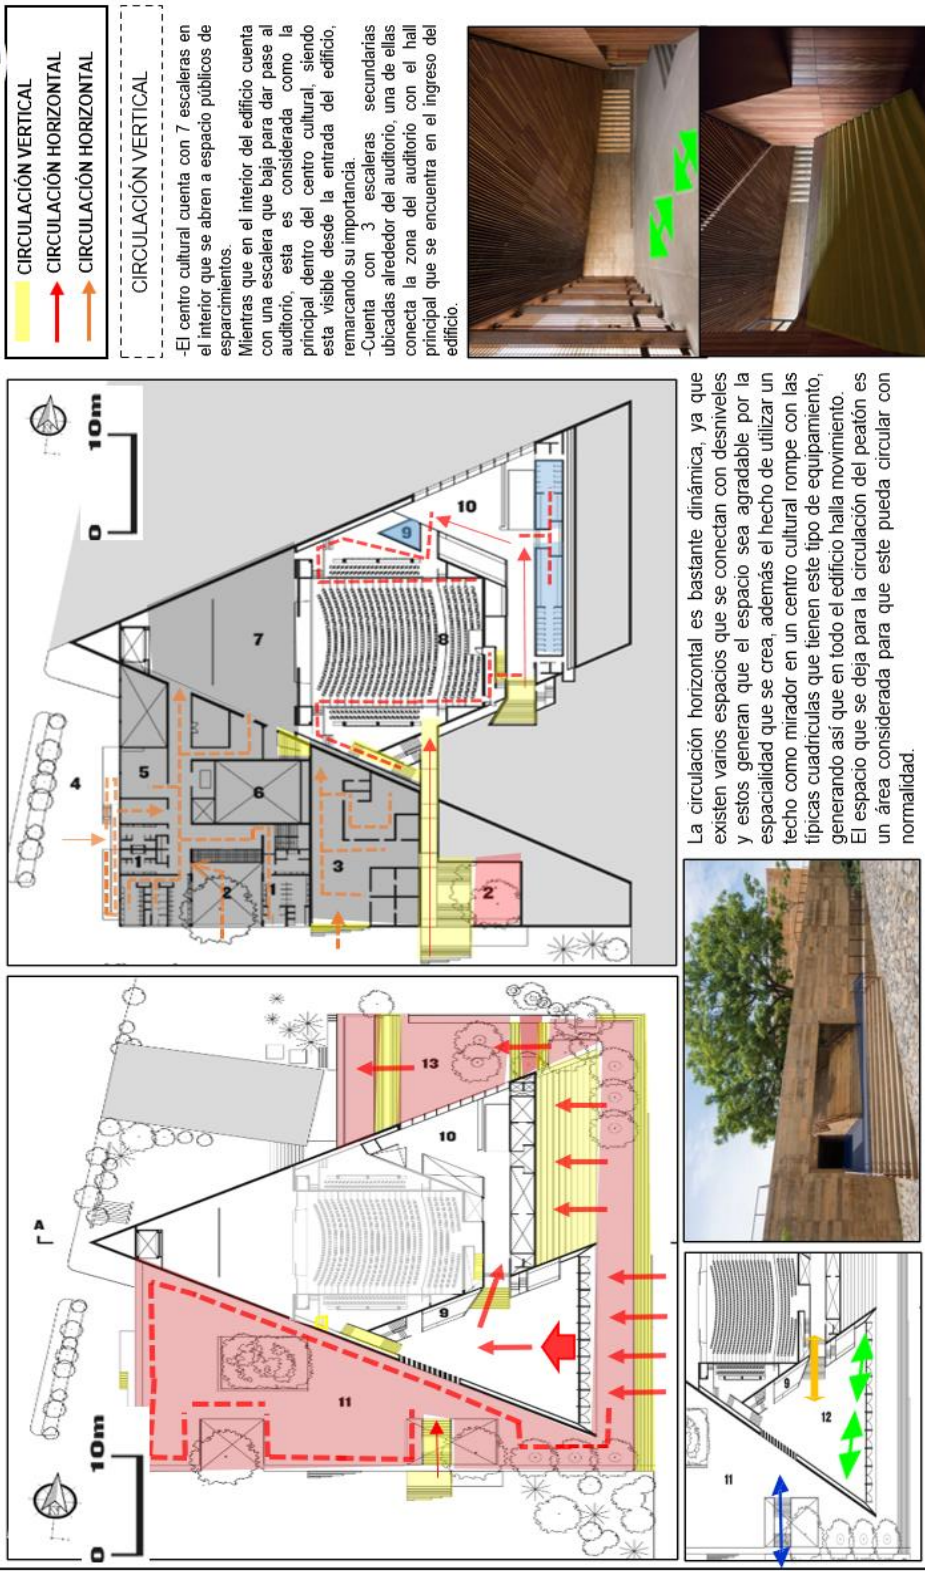 CIRCULACIÓN VERTICAL
CIRCULACIÓN HORIZONTAL
CIRCULACIÓN HORIZONTAL
CIRCULACIÓN VERTICAL
-El centro cultural cuenta con 7 escaleras en
el interior que se abren a espacio públicos de
esparcimientos.
Mientras que en el interior del edificio cuenta
con una escalera que baja para dar pase al
auditorio, esta es considerada como la
principal dentro del centro cultural, siendo
esta visible desde la entrada del edificio,
remarcando su importancia.
-Cuenta con 3 escaleras secundarias
ubicadas alrededor del auditorio, una de ellas
conecta la zona del auditorio con el hall
principal que se encuentra en el ingreso del
edificio.
0 10m
4
5
1
2
6
1
3
7
8
9
10
2
La circulación horizontal es bastante dinámica, ya que
existen varios espacios que se conectan con desniveles
y estos generan que el espacio sea agradable por la
espacialidad que se crea, además el hecho de utilizar un
techo como mirador en un centro cultural rompe con las
típicas cuadriculas que tienen este tipo de equipamiento,
generando así que en todo el edificio halla movimiento.
El espacio que se deja para la circulación del peatón es
un área considerada para que este pueda circular con
normalidad.
0 10m
A
13
10
9
11
11
9
12